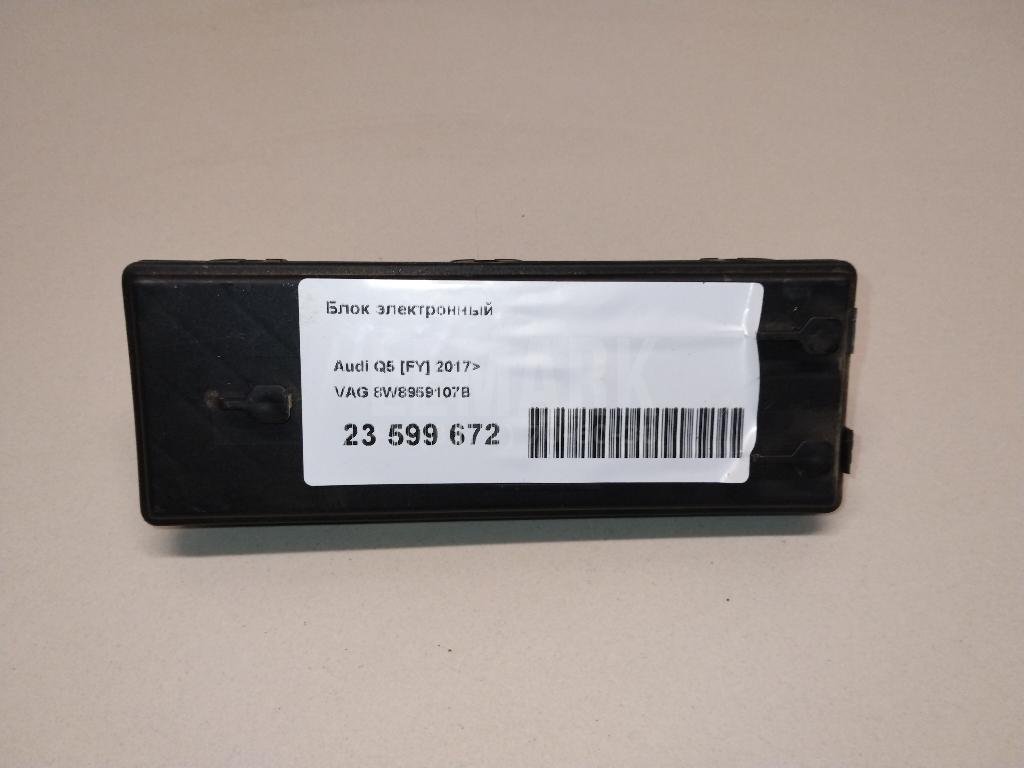 Блок электронный
Audi Q5 [FY] 2017>
VAG 8W8959107B
23 599 672